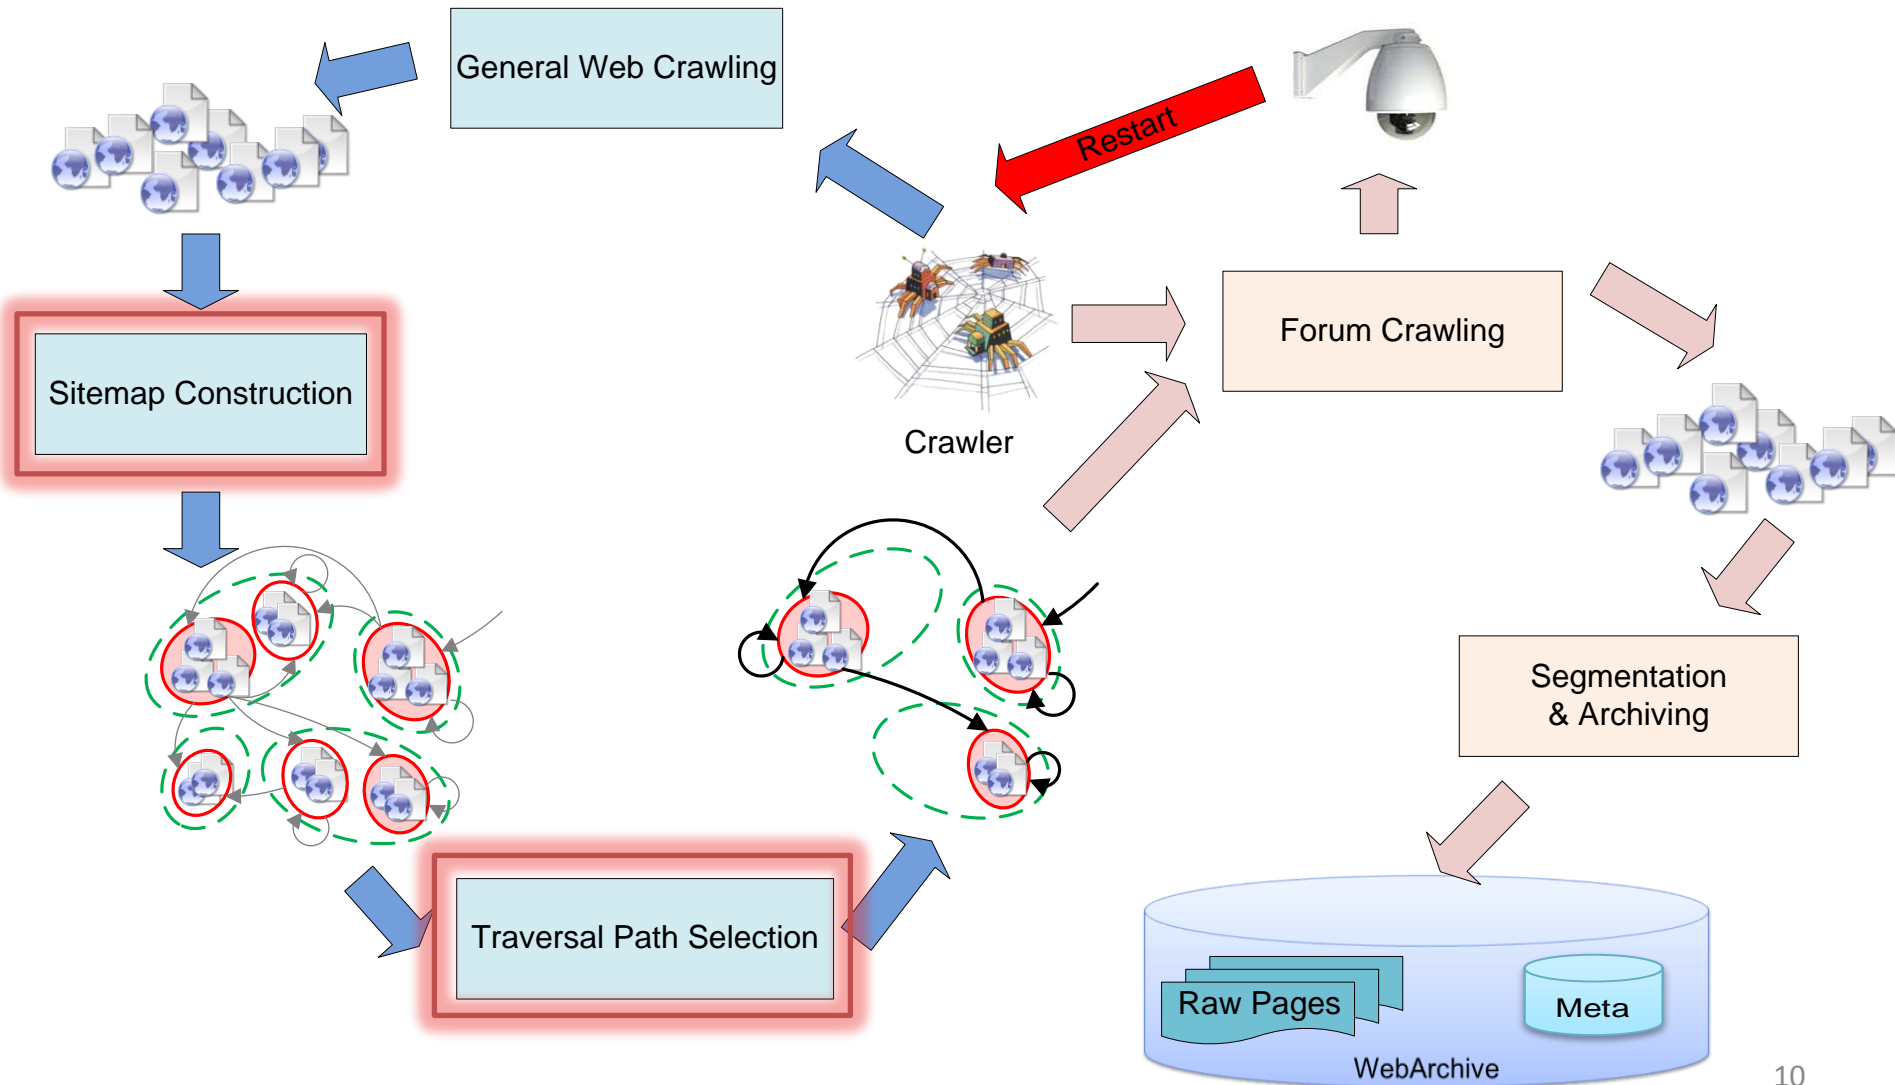 General Web Crawling
Restart
Sitemap Construction
Forum Crawling
Crawler
Segmentation
& Archiving
Traversal Path Selection
Raw Pages
Meta
WebArchive
10